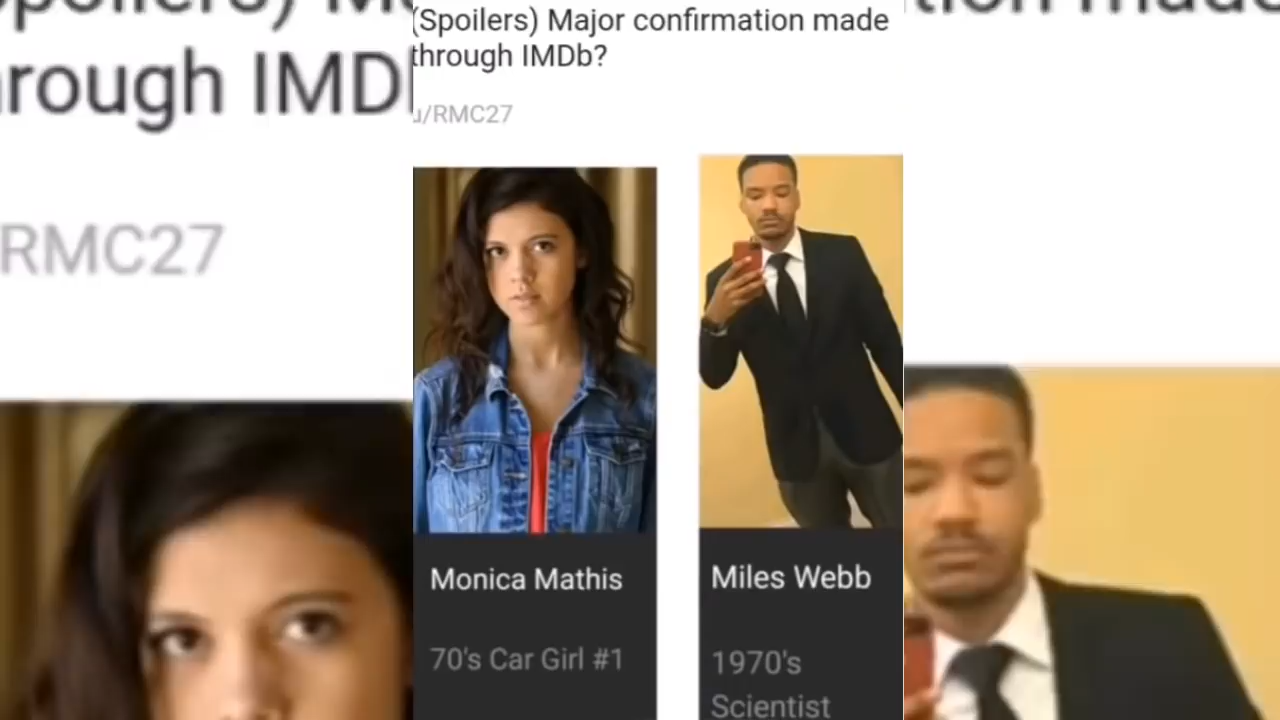 (Spoilers) Major confirmation made
through IMDb?
u/RMC27
Monica Mathis
Miles Webb
70's Car Girl #1
1970's
Scientist